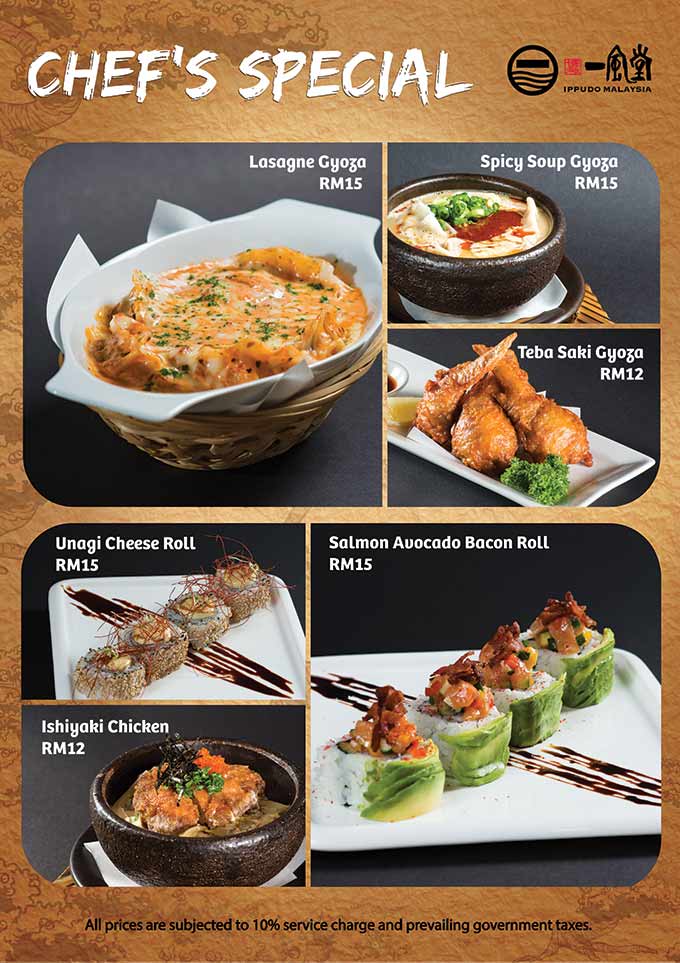 CHEF'S SPECIAL
一風堂
IPPUDO MALAYSIA
Lasagne Gyoza
RM15
Spicy Soup Gyoza
RM15
Teba Saki Gyoza
RM12
Unagi Cheese Roll
RM15
Salmon Avocado Bacon Roll
RM15
Ishiyaki Chicken
RM12
All prices are subjected to 10% service charge and prevailing government taxes.